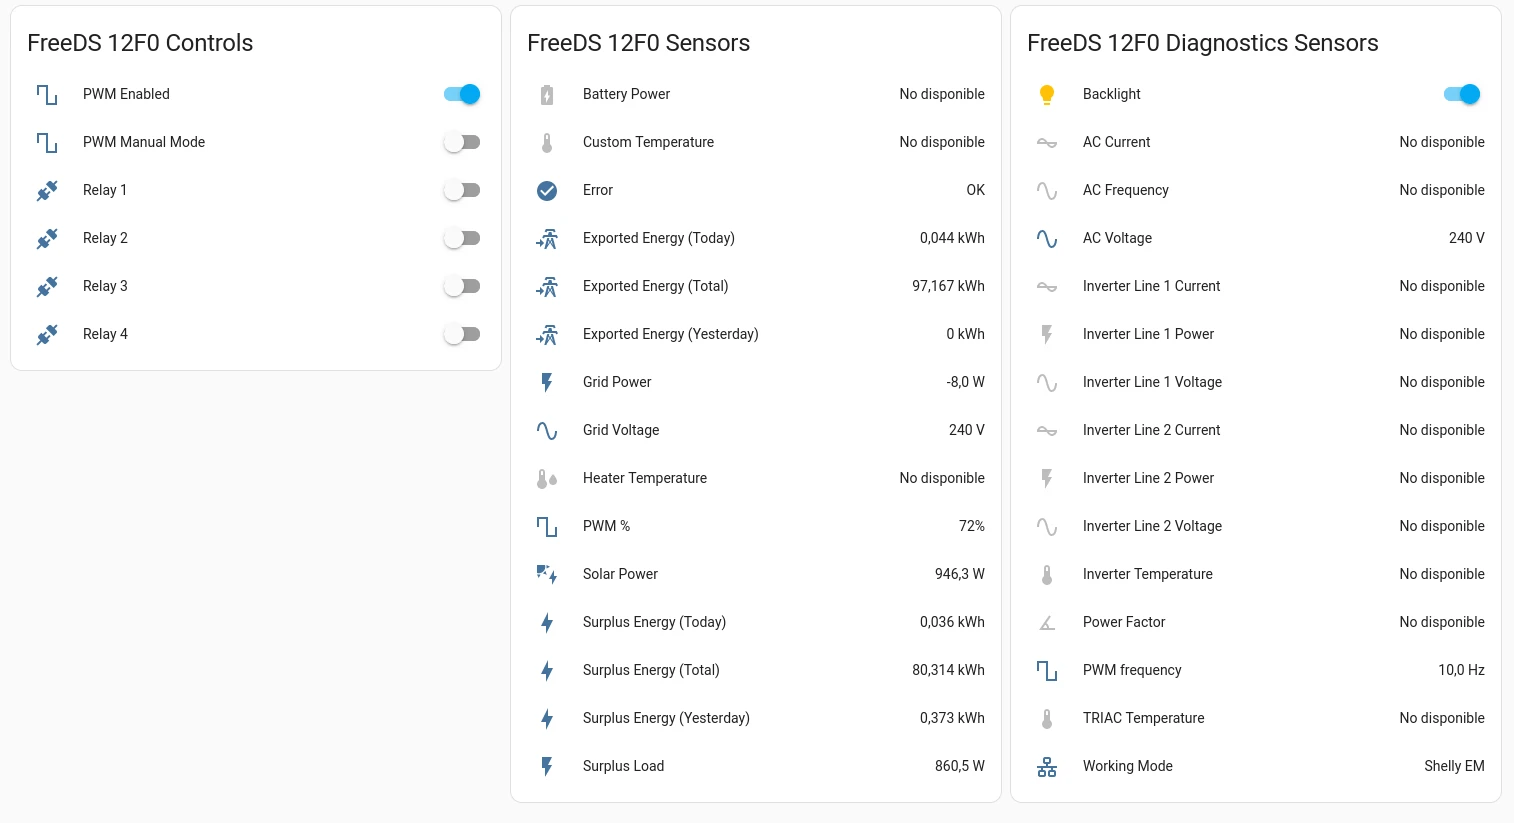 FreeDS 12F0 Controls
PWM Enabled
PWM Manual Mode
Relay 1
Relay 2
Relay 3
Relay 4
FreeDS 12F0 Sensors
Battery Power No disponible
Custom Temperature No disponible
Error OK
Exported Energy (Today) 0,044 kWh
Exported Energy (Total) 97,167 kWh
Exported Energy (Yesterday) 0 kWh
Grid Power -8,0 W
Grid Voltage 240 V
Heater Temperature No disponible
PWM % 72%
Solar Power 946,3 W
Surplus Energy (Today) 0,036 kWh
Surplus Energy (Total) 80,314 kWh
Surplus Energy (Yesterday) 0,373 kWh
Surplus Load 860,5 W
FreeDS 12F0 Diagnostics Sensors
Backlight
AC Current No disponible
AC Frequency No disponible
AC Voltage 240 V
Inverter Line 1 Current No disponible
Inverter Line 1 Power No disponible
Inverter Line 1 Voltage No disponible
Inverter Line 2 Current No disponible
Inverter Line 2 Power No disponible
Inverter Line 2 Voltage No disponible
Inverter Temperature No disponible
Power Factor No disponible
PWM frequency 10,0 Hz
TRIAC Temperature No disponible
Working Mode Shelly EM